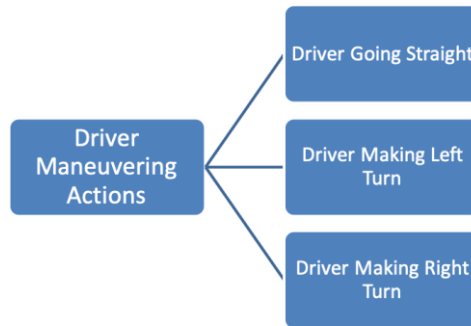 Driver
Maneuvering
Actions
Driver Going Straight
Driver Making Left
Turn
Driver Making Right
Turn